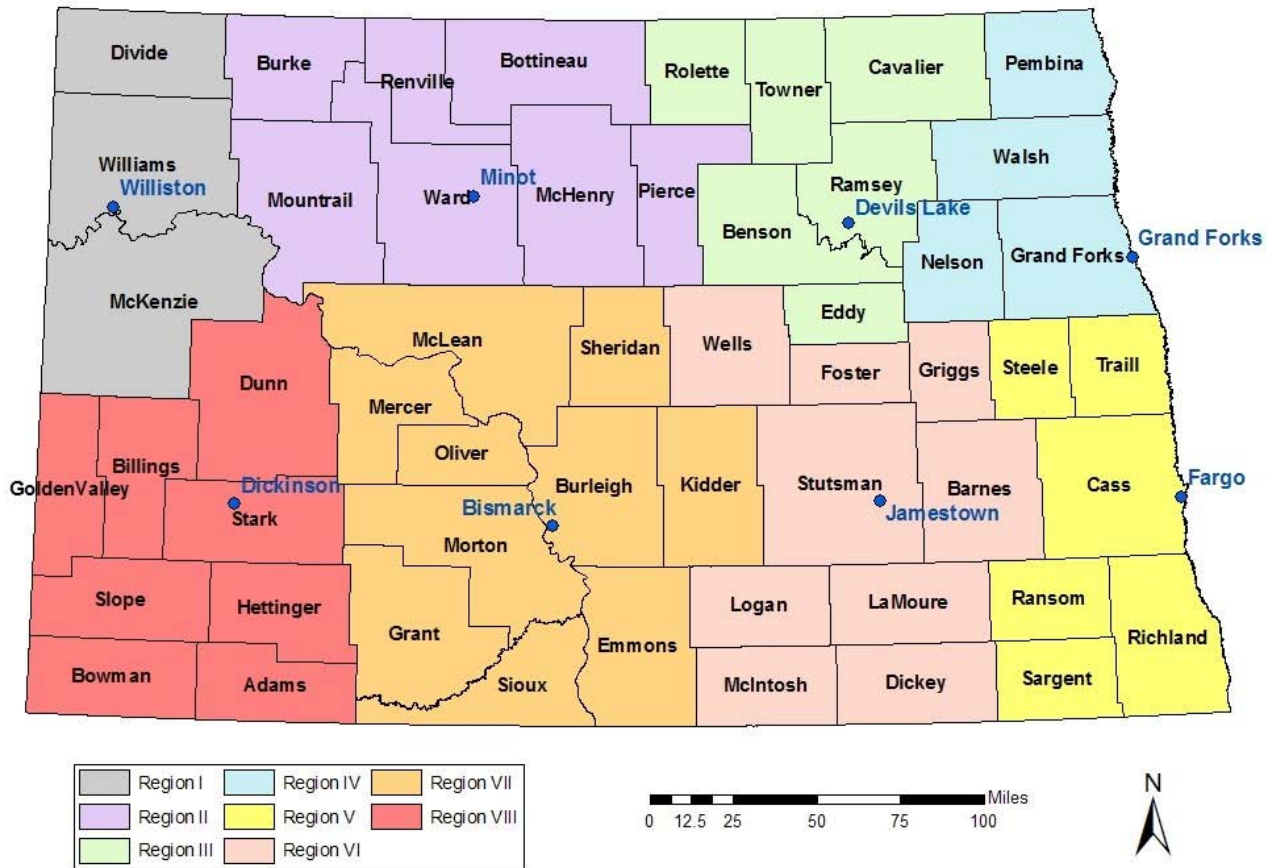 Divide
Burke
Renville
Bottineau
Rolette
Towner
Cavalier
Pembina
Williams
Williston
Mountrail
Ward
Minot
McHenry
Pierce
Benson
Ramsey
Devils Lake
Walsh
Nelson
Grand Forks
Grand Forks
McKenzie
Dunn
McLean
Sheridan
Wells
Eddy
Foster
Griggs
Steele
Traill
Mercer
Oliver
GoldenValley
Billings
Dickinson
Stark
Bismarck
Morton
Burleigh
Kidder
Stutsman
Jamestown
Barnes
Cass
Fargo
Slope
Hettinger
Grant
Emmons
Logan
LaMoure
Ransom
Richland
Bowman
Adams
Sioux
McIntosh
Dickey
Sargent
Region I
Region IV
Region VII
Region II
Region V
Region VIII
Region III
Region VI
Miles
0 12.5 25 50 75 100
N